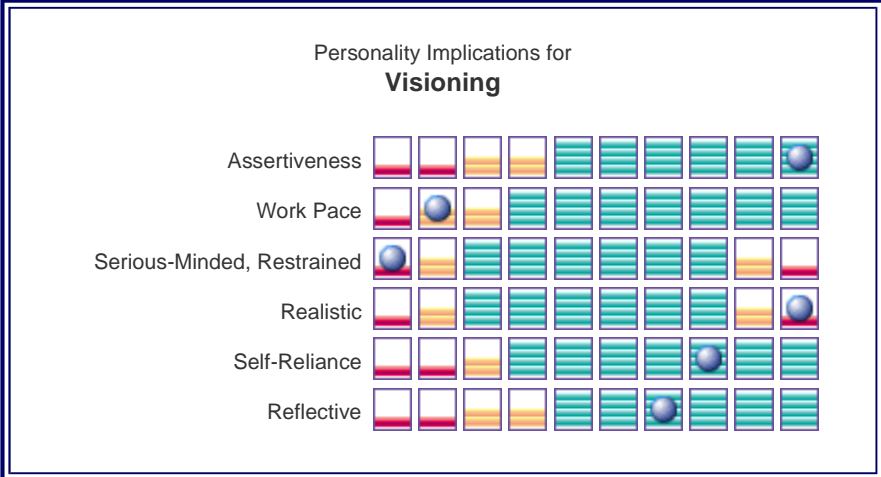 Personality Implications for
Visioning
Assertiveness
Work Pace
Serious-Minded, Restrained
Realistic
Self-Reliance
Reflective